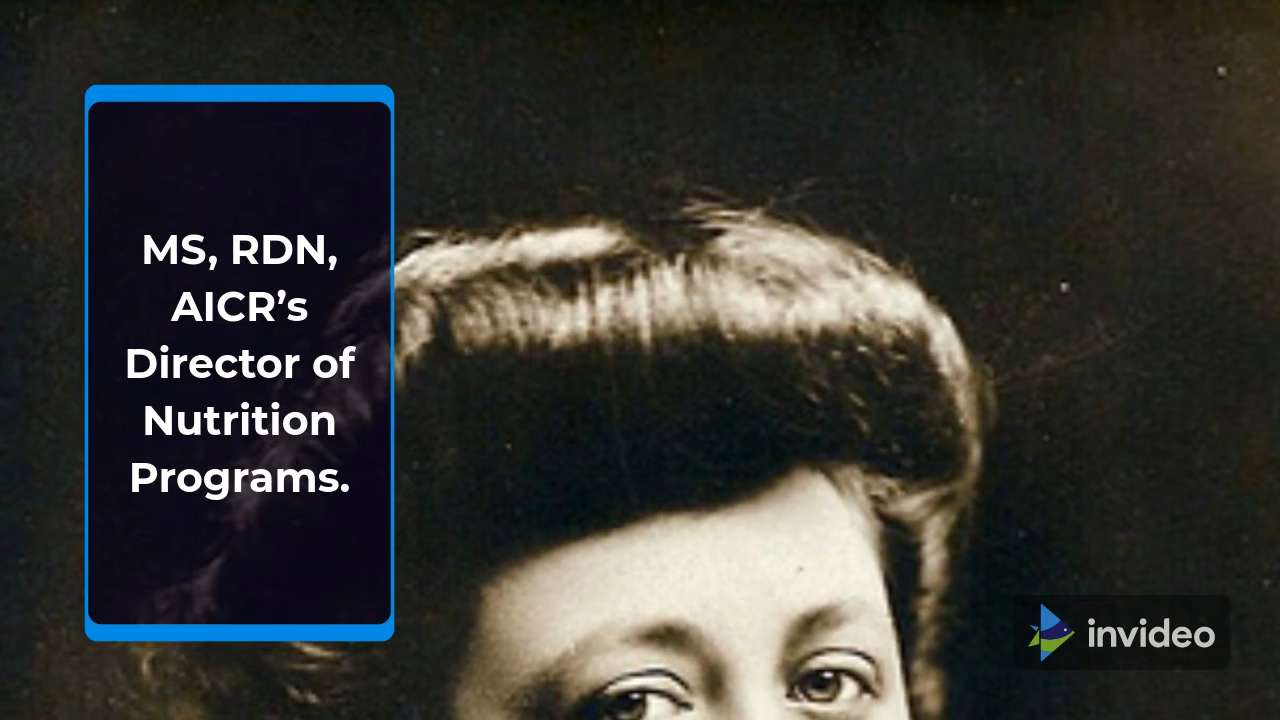 MS, RDN,
AICR’s
Director of
Nutrition
Programs.
invideo